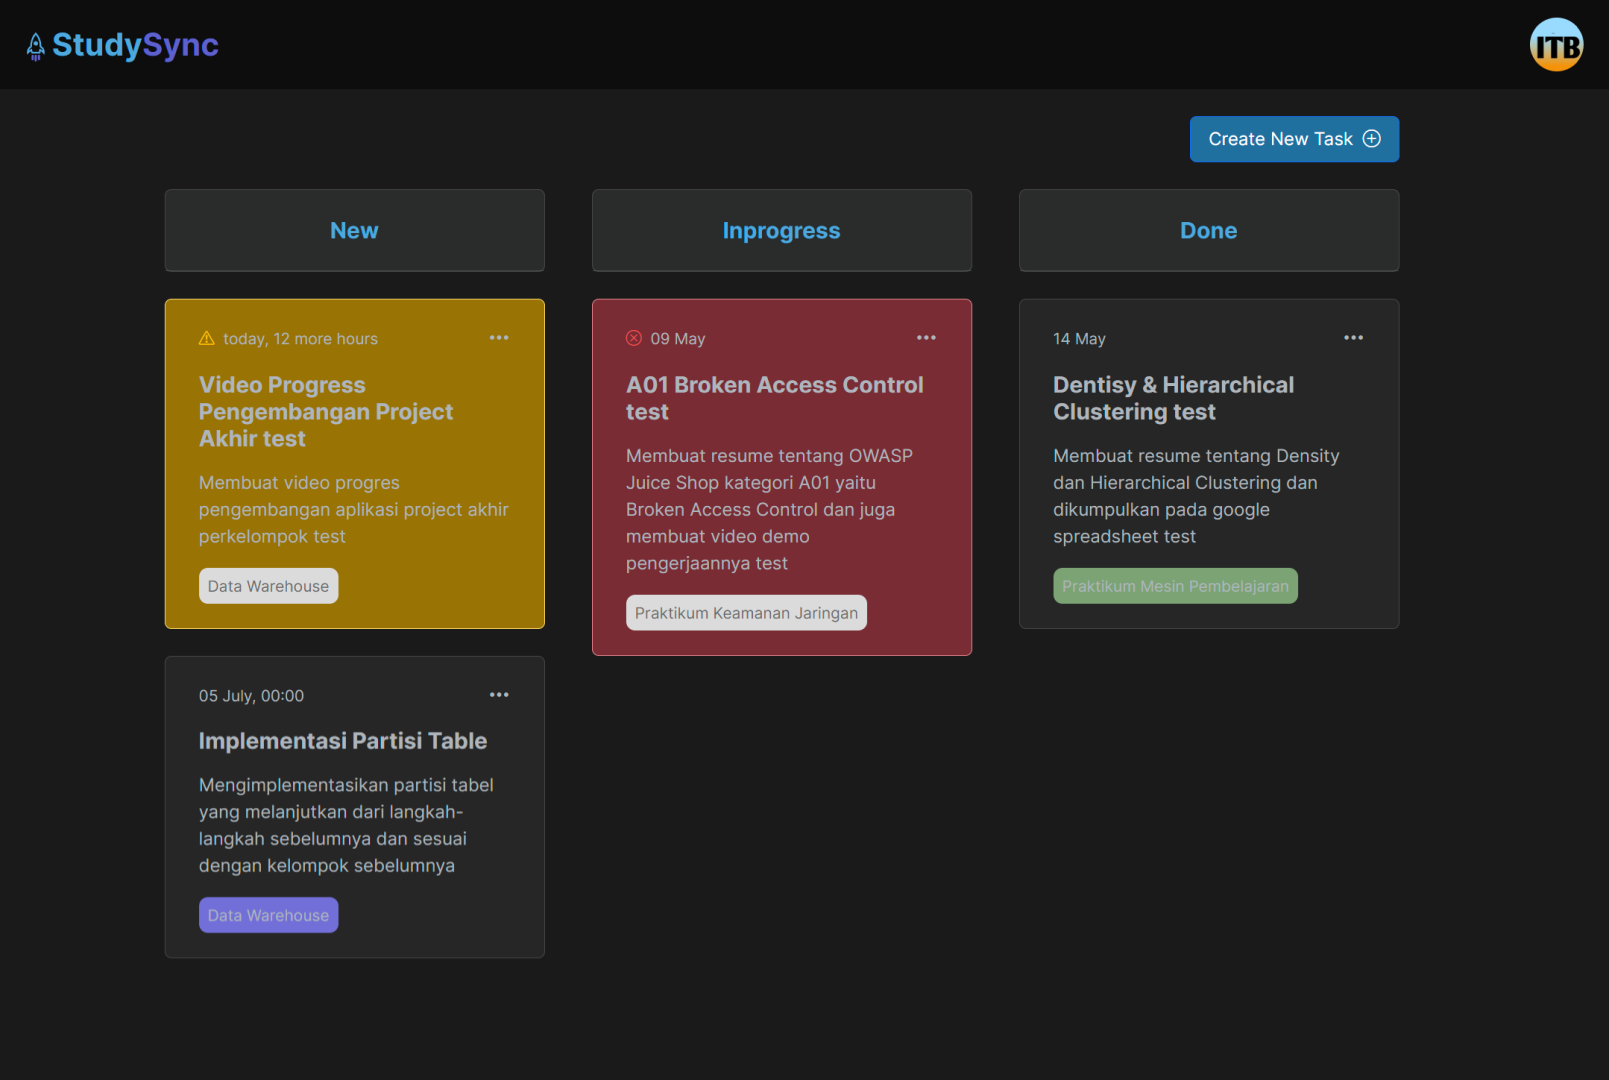 StudySync
ITB
Create New Task
New
Inprogress
Done
today, 12 more hours
Video Progress
Pengembangan Project
Akhir test
Membuat video progres
pengembangan aplikasi project akhir
perkelompok test
Data Warehouse
05 July, 00:00
Implementasi Partisi Table
Mengimplementasikan partisi tabel
yang melanjutkan dari langkah-
langkah sebelumnya dan sesuai
dengan kelompok sebelumnya
Data Warehouse
09 May
A01 Broken Access Control
test
Membuat resume tentang OWASP
Juice Shop kategori A01 yaitu
Broken Access Control dan juga
membuat video demo
pengerjaannya test
Praktikum Keamanan Jaringan
14 May
Dentisy & Hierarchical
Clustering test
Membuat resume tentang Density
dan Hierarchical Clustering dan
dikumpulkan pada google
spreadsheet test
Praktikum Mesin Pembelajaran